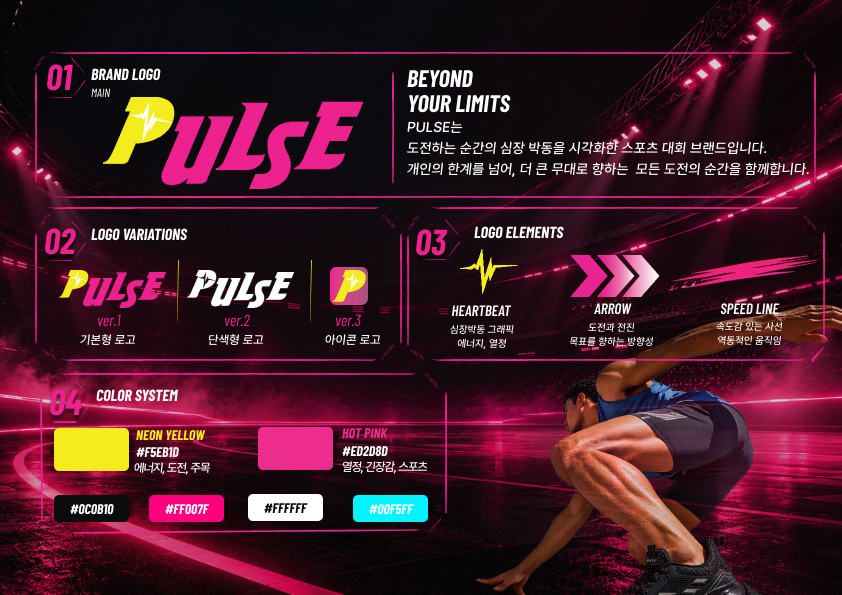 01
BRAND LOGO
MAIN
PULSE
BEYOND
YOUR LIMITS
PULSE는
도전하는 순간의 심장 박동을 시각화한 스포츠 대회 브랜드입니다.
개인의 한계를 넘어, 더 큰 무대로 향하는 모든 도전의 순간을 함께합니다.
02
LOGO VARIATIONS
PULSE
ver.1
기본형 로고
PULSE
ver.2
단색형 로고
P
ver.3
아이콘 로고
03
LOGO ELEMENTS
HEARTBEAT
심장박동 그래픽
에너지, 열정
ARROW
도전과 전진
목표를 향하는 방향성
SPEED LINE
속도감 있는 사선
역동적인 움직임
04
COLOR SYSTEM
NEON YELLOW
#F5EB1D
에너지, 도전, 주목
HOT PINK
#ED2D8D
열정, 긴장감, 스포츠
#0C0B10
#FF007F
#FFFFFF
#00F5FF